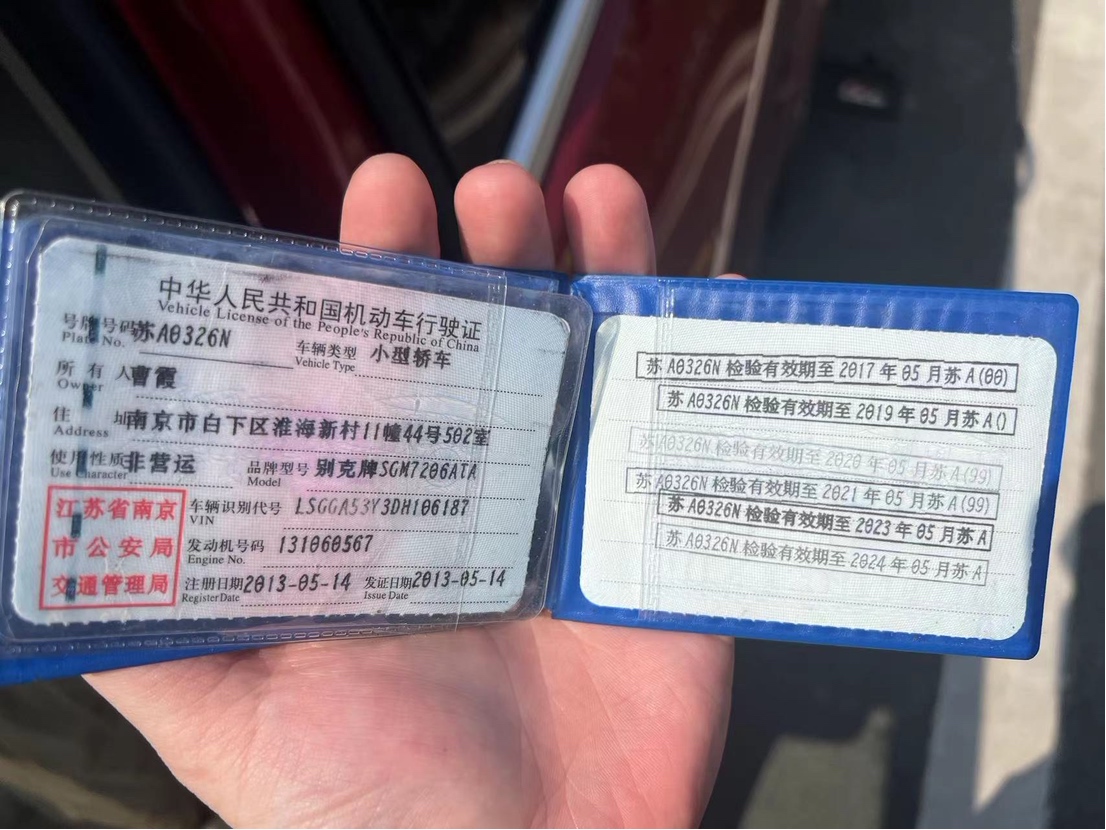 中华人民共和国机动车行驶证
Vehicle License of the People's Republic of China
号牌号码 苏A0326N 车辆类型 小型轿车
Plate No. Vehicle Type
所有人 曹霞
Owner
住址 南京市白下区淮海新村11幢44号502室
Address
使用性质 非营运 品牌型号 别克牌SGM7206ATA
Use Character Model
江苏省南京市公安局交通管理局
车辆识别代号 LSGGA53Y3DH106187
VIN
发动机号码 131060567
Engine No.
注册日期 2013-05-14 发证日期 2013-05-14
Register Date Issue Date
苏A0326N 检验有效期至 2017年05月苏A(00)
苏A0326N 检验有效期至 2019年05月苏A()
苏A0326N 检验有效期至 2020年05月苏A(99)
苏A0326N 检验有效期至 2021年05月苏A(99)
苏A0326N 检验有效期至 2023年05月苏A
苏A0326N 检验有效期至 2024年05月苏A